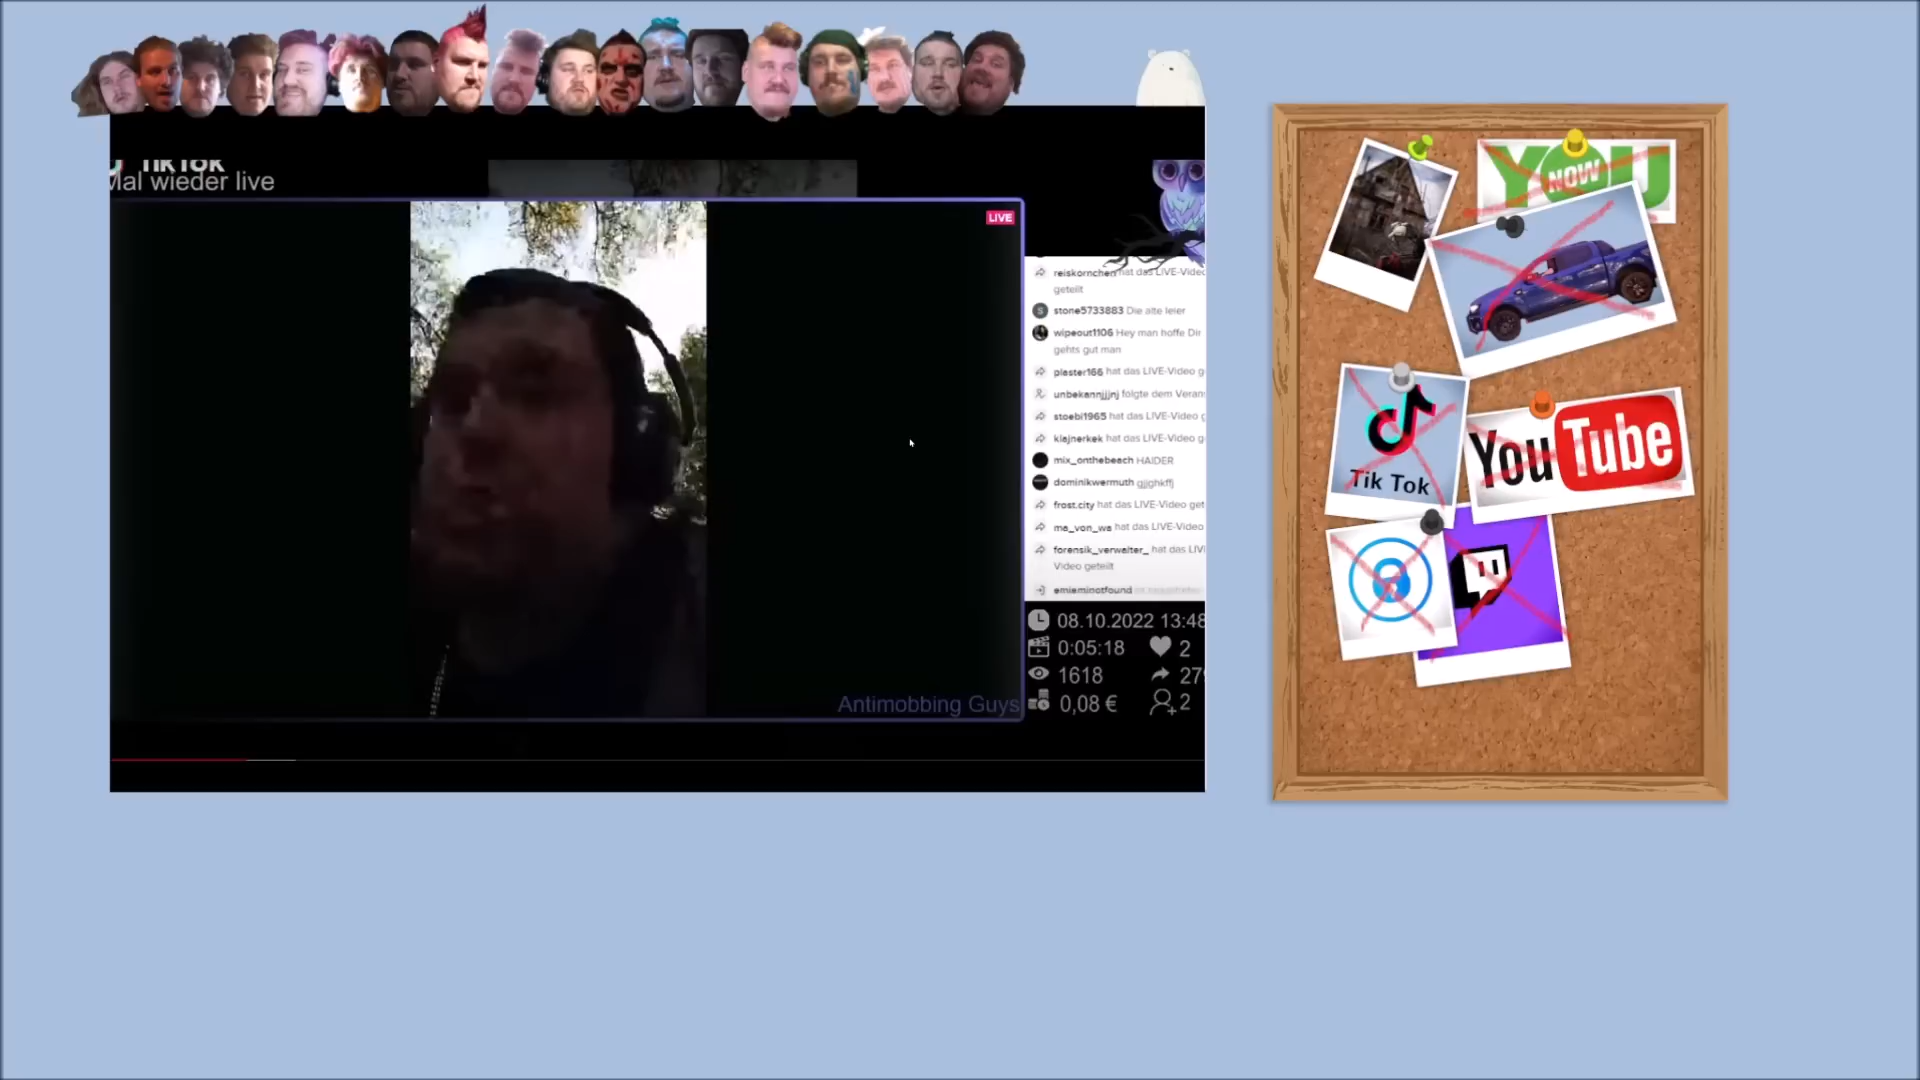 TikTok
Mal wieder live
LIVE
reiskornchen hat das LIVE-Video
geteilt
stone5733883 Die alte leier
wipeout1106 Hey man hoffe Dir
gehts gut man
plaster166 hat das LIVE-Video g
unbekannjjjnj folgte dem Veran
stoebi1965 hat das LIVE-Video g
klajnerkek hat das LIVE-Video g
mix_onthebeach HAIDER
dominikwermuth gjjghkffj
frost.city hat das LIVE-Video get
ma_von_wa hat das LIVE-Video
forensik_verwalter_ hat das LIV
Video geteilt
emieminotfound
08.10.2022 13:48
0:05:18 2
1618 279
0,08 € 2
Antimobbing Guys
YOU
NOW
Tik Tok
YouTube